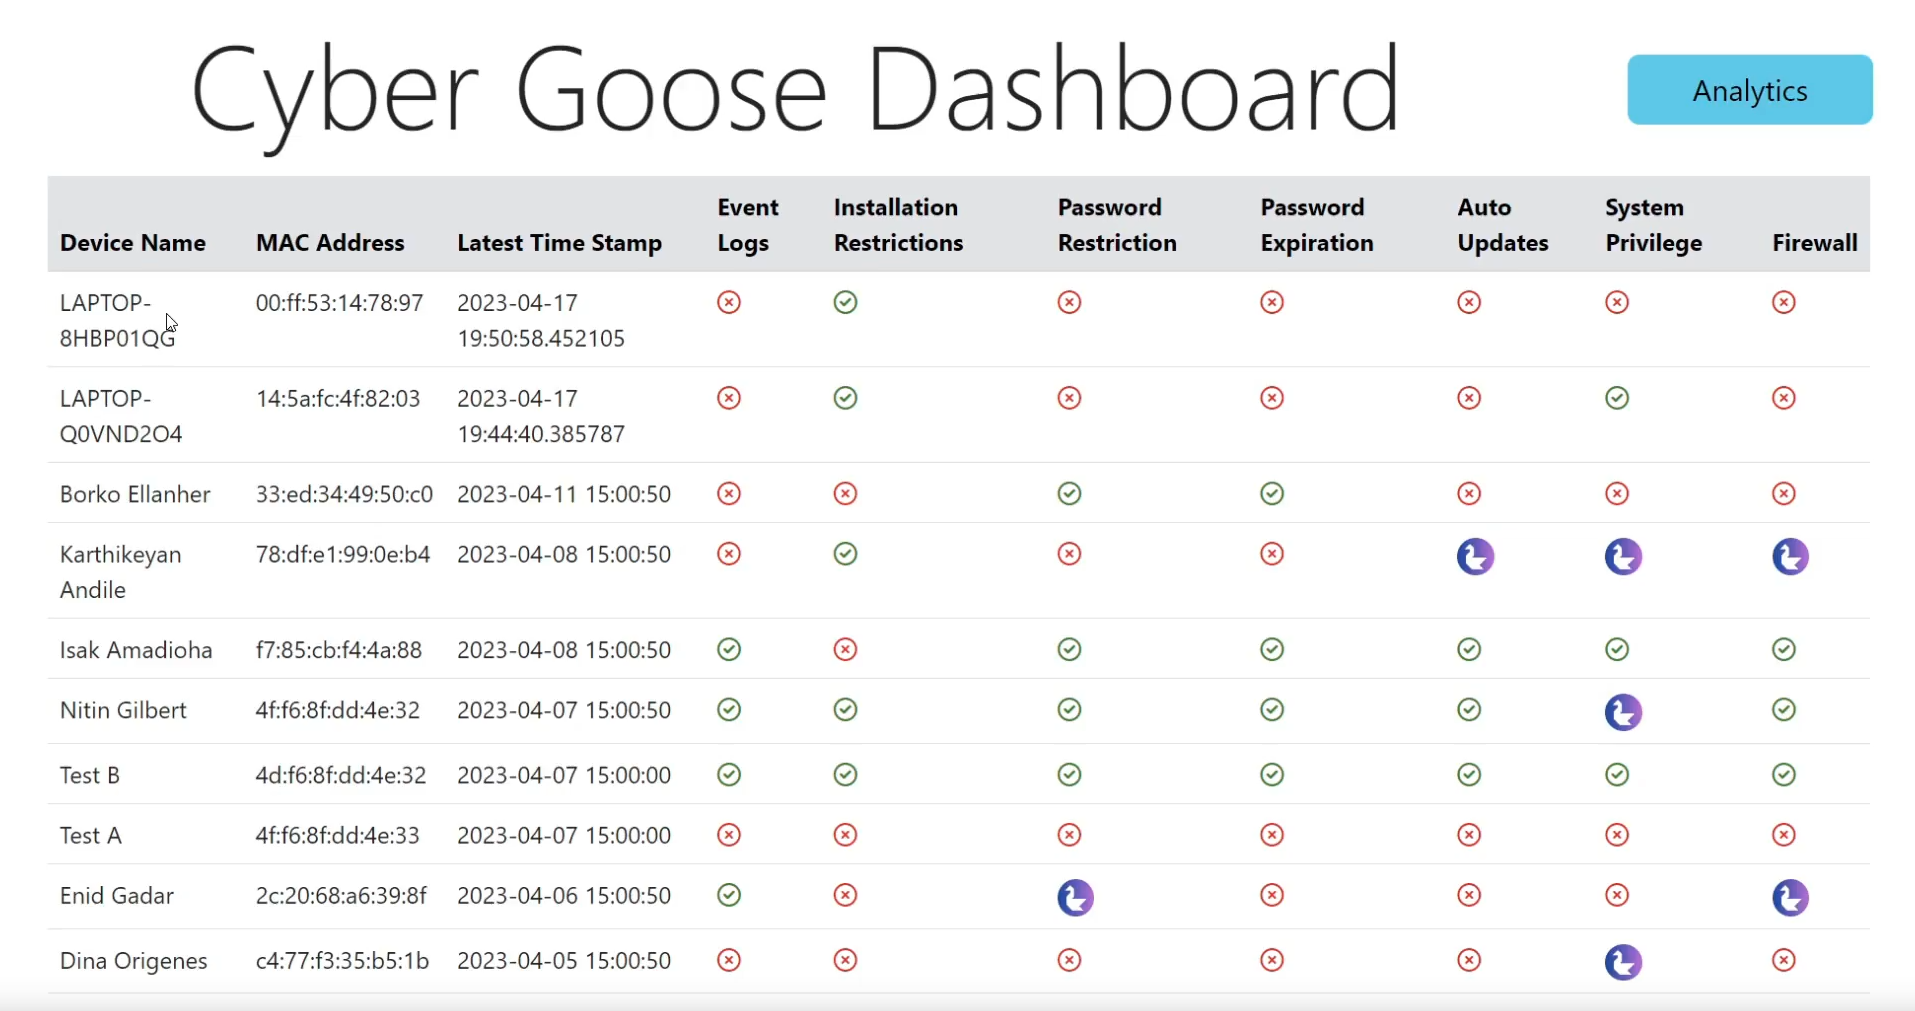 Cyber Goose Dashboard
Analytics
Device Name MAC Address Latest Time Stamp Event Logs Installation Restrictions Password Restriction Password Expiration Auto Updates System Privilege Firewall
LAPTOP- 00:ff:53:14:78:97 2023-04-17
8HBP01QG 19:50:58.452105
LAPTOP- 14:5a:fc:4f:82:03 2023-04-17
Q0VND2O4 19:44:40.385787
Borko Ellanher 33:ed:34:49:50:c0 2023-04-11 15:00:50
Karthikeyan 78:df:e1:99:0e:b4 2023-04-08 15:00:50
Andile
Isak Amadioha f7:85:cb:f4:4a:88 2023-04-08 15:00:50
Nitin Gilbert 4f:f6:8f:dd:4e:32 2023-04-07 15:00:50
Test B 4d:f6:8f:dd:4e:32 2023-04-07 15:00:00
Test A 4f:f6:8f:dd:4e:33 2023-04-07 15:00:00
Enid Gadar 2c:20:68:a6:39:8f 2023-04-06 15:00:50
Dina Origenes c4:77:f3:35:b5:1b 2023-04-05 15:00:50